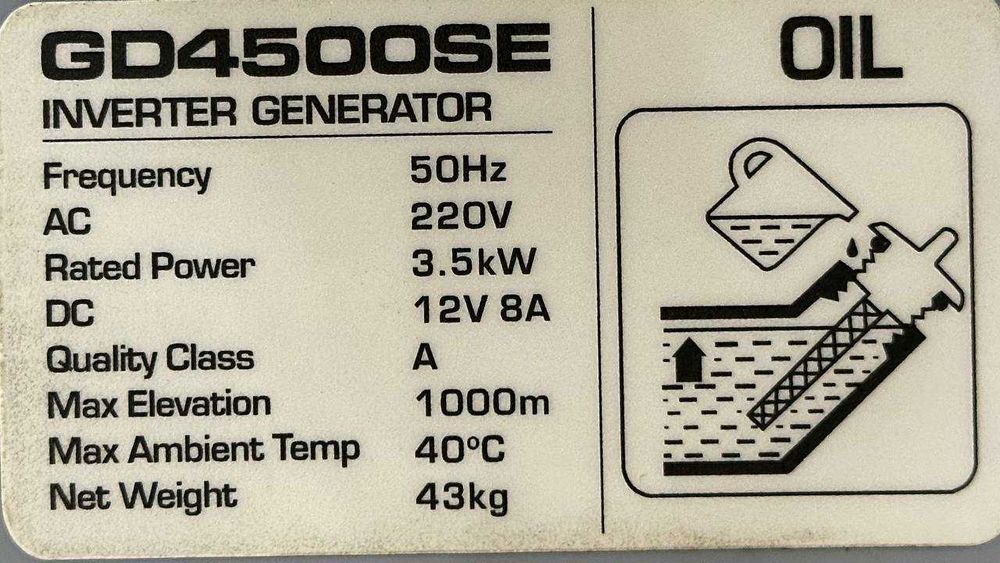 GD4500SE
INVERTER GENERATOR
Frequency 50Hz
AC 220V
Rated Power 3.5kW
DC 12V 8A
Quality Class A
Max Elevation 1000m
Max Ambient Temp 40ºC
Net Weight 43kg
OIL